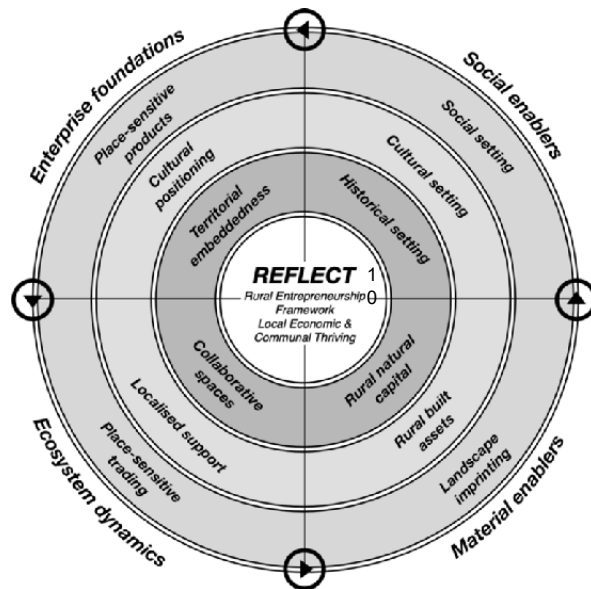 Enterprise foundations
Social enablers
Place-sensitive
products
Social setting
Cultural
positioning
Cultural setting
Territorial
embeddedness
Historical setting
REFLECT
1
Rural Entrepreneurship
0
Framework
Local Economic &
Communal Thriving
Collaborative
spaces
Rural natural
capital
Localised support
Rural built
assets
Place-sensitive
trading
Landscape
imprinting
Ecosystem dynamics
Material enablers